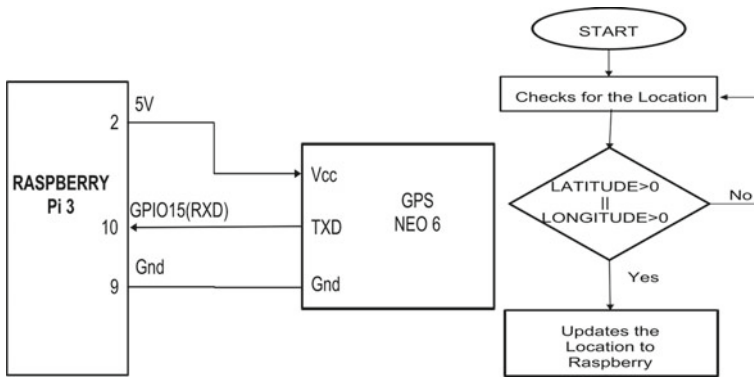 5V
2
RASPBERRY
Pi 3
GPIO15(RXD)
10
Gnd
9
Vcc
TXD
Gnd
GPS
NEO 6
START
Checks for the Location
LATITUDE>0
||
LONGITUDE>0
No
Yes
Updates the
Location to
Raspberry